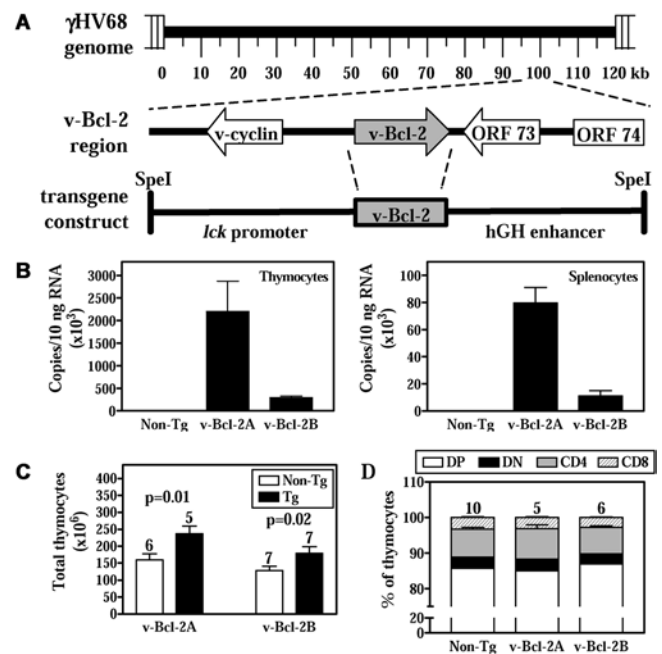 A
γHV68
genome
0 10 20 30 40 50 60 70 80 90 100 120 kb
v-Bcl-2
region
v-cyclin
v-Bcl-2
ORF 73
ORF 74
SpeI
SpeI
transgene
construct
v-Bcl-2
lck promoter
hGH enhancer
B
Copies/10 ng RNA
(x10³)
3000
2500
2000
1500
1000
500
0
Thymocytes
Non-Tg v-Bcl-2A v-Bcl-2B
Copies/10 ng RNA
(x10³)
100
80
60
40
20
0
Splenocytes
Non-Tg v-Bcl-2A v-Bcl-2B
C
Total thymocytes
(x10⁶)
400
350
300
250
200
150
100
50
0
Non-Tg
Tg
p=0.01
p=0.02
6 5 7 7
v-Bcl-2A v-Bcl-2B
D
DP DN CD4 CD8
% of thymocytes
110
100
90
80
20
0
10 5 6
Non-Tg v-Bcl-2A v-Bcl-2B